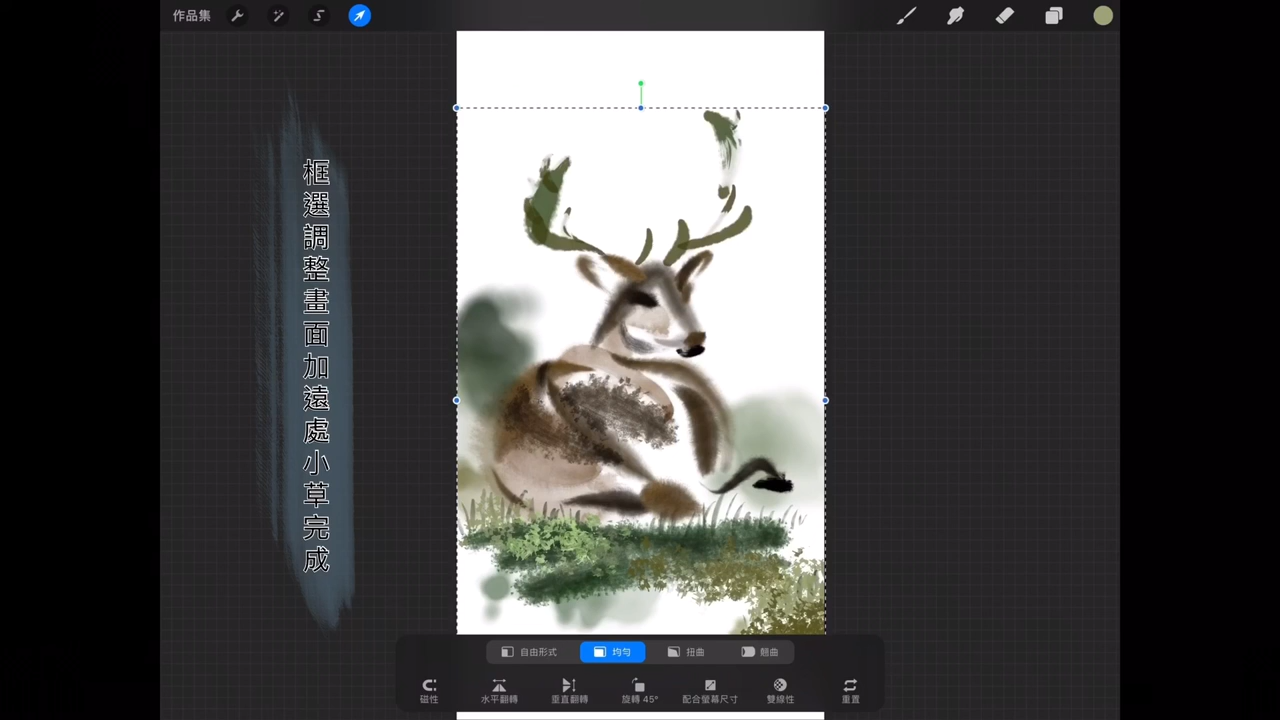 作品集
框選調整畫面加遠處小草完成
自由形式
均勻
扭曲
翹曲
磁性
水平翻轉
垂直翻轉
旋轉 45°
配合螢幕尺寸
雙線性
重置